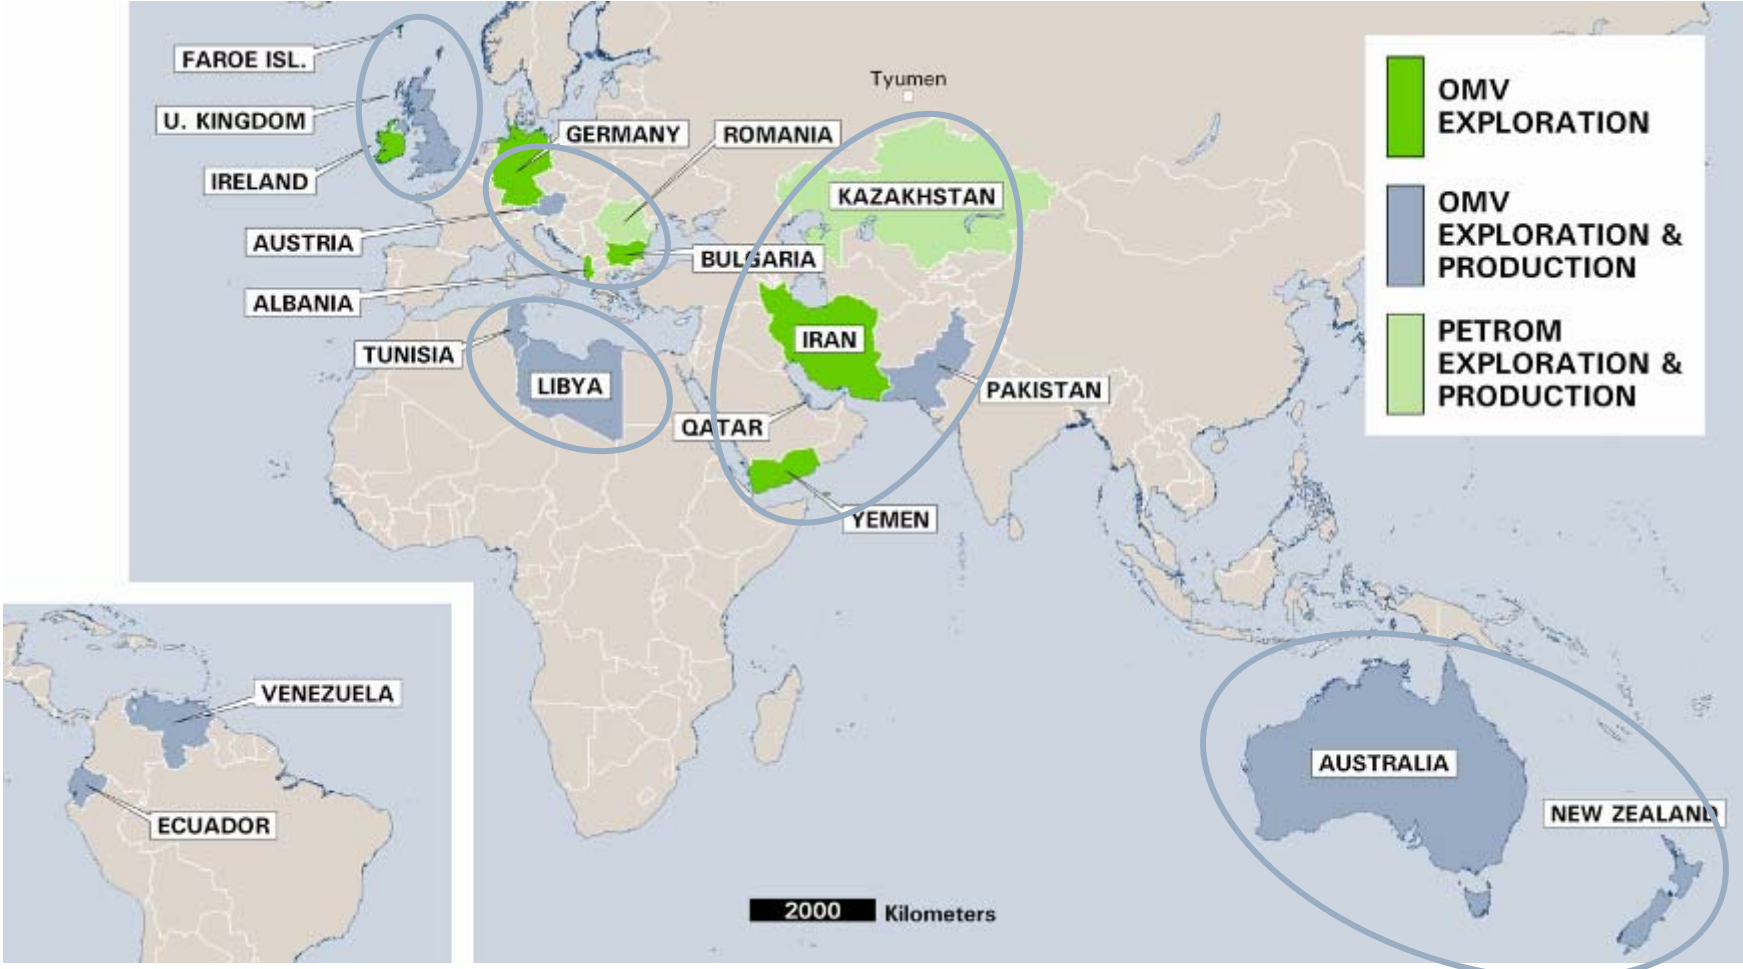 FAROE ISL.
U. KINGDOM
IRELAND
GERMANY
ROMANIA
Tyumen
KAZAKHSTAN
AUSTRIA
BULGARIA
ALBANIA
TUNISIA
LIBYA
IRAN
QATAR
PAKISTAN
YEMEN
OMV
EXPLORATION
OMV
EXPLORATION &
PRODUCTION
PETROM
EXPLORATION &
PRODUCTION
VENEZUELA
ECUADOR
AUSTRALIA
NEW ZEALAND
2000 Kilometers